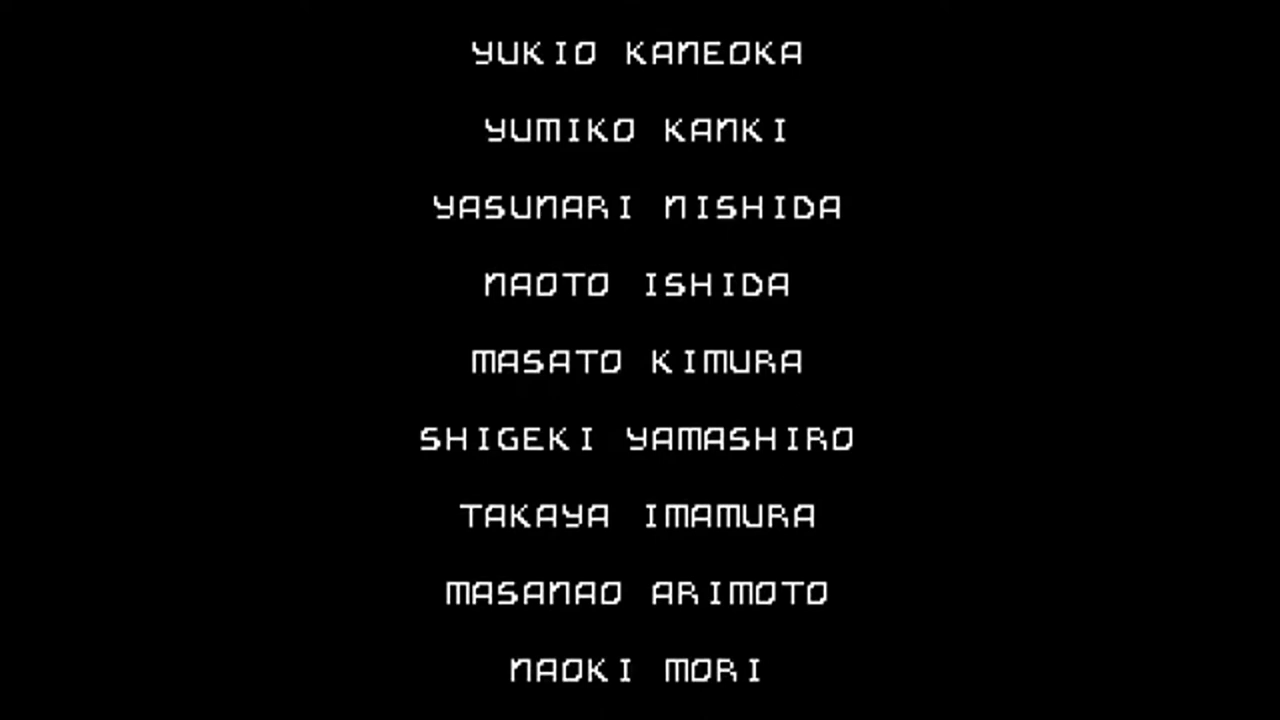 YUKIO KANEOKA
YUMIKO KANKI
YASUNARI NISHIDA
NAOTO ISHIDA
MASATO KIMURA
SHIGEKI YAMASHIRO
TAKAYA IMAMURA
MASANAO ARIMOTO
NAOKI MORI